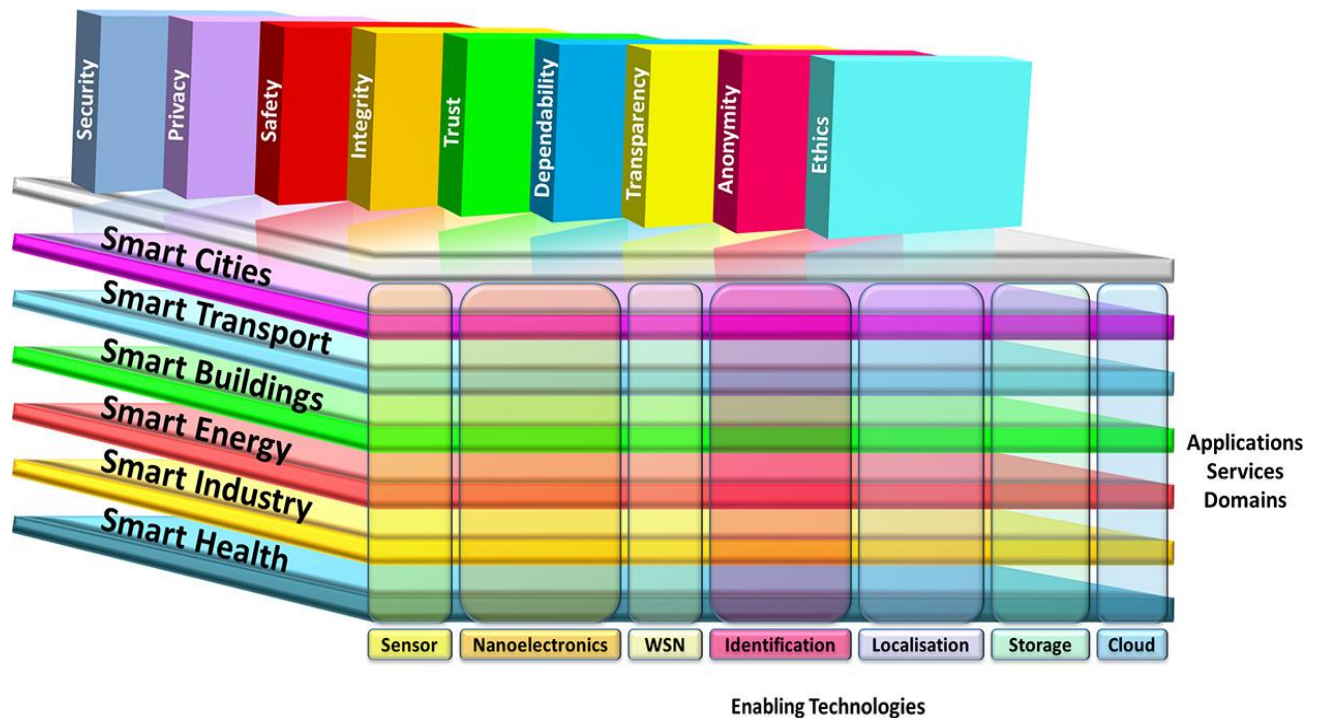 Security
Privacy
Safety
Integrity
Trust
Dependability
Transparency
Anonymity
Ethics
Smart Cities
Smart Transport
Smart Buildings
Smart Energy
Smart Industry
Smart Health
Applications
Services
Domains
Sensor
Nanoelectronics
WSN
Identification
Localisation
Storage
Cloud
Enabling Technologies